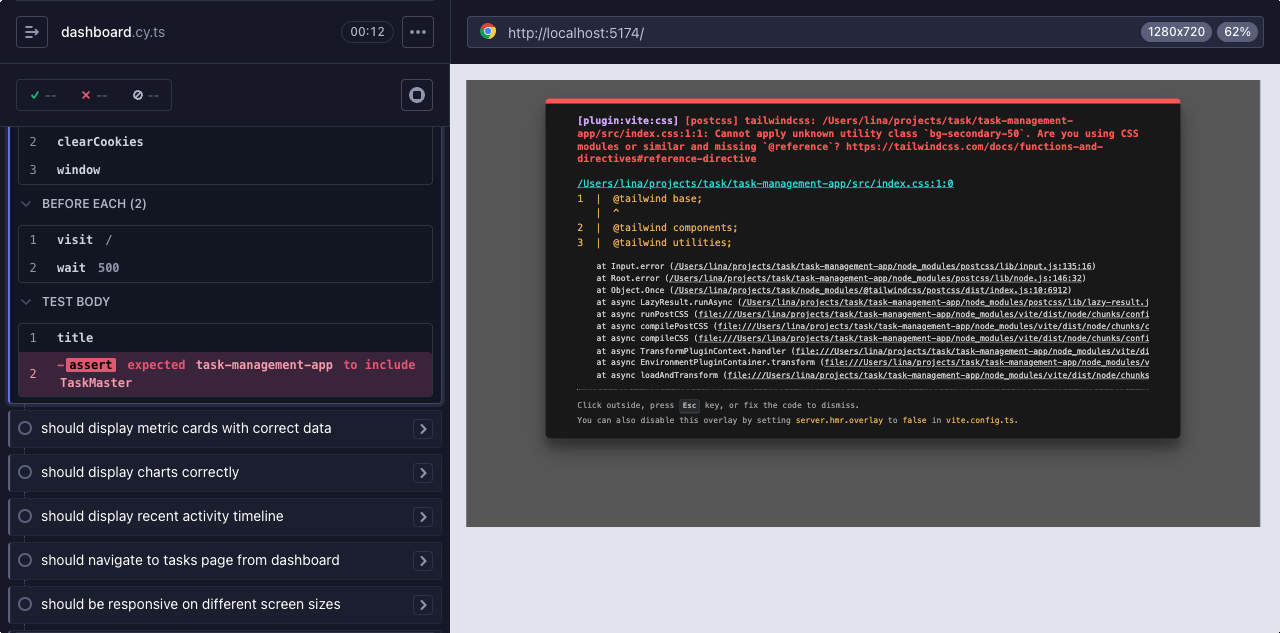 dashboard.cy.ts
00:12
-- -- --
2 clearCookies
3 window
BEFORE EACH (2)
1 visit /
2 wait 500
TEST BODY
1 title
2 –assert expected task-management-app to include
TaskMaster
should display metric cards with correct data
should display charts correctly
should display recent activity timeline
should navigate to tasks page from dashboard
should be responsive on different screen sizes
http://localhost:5174/
1280x720
62%
[plugin:vite:css] [postcss] tailwindcss: /Users/lina/projects/task/task-management-
app/src/index.css:1:1: Cannot apply unknown utility class `bg-secondary-50`. Are you using CSS
modules or similar and missing `@reference`? https://tailwindcss.com/docs/functions-and-
directives#reference-directive
/Users/lina/projects/task/task-management-app/src/index.css:1:0
1 | @tailwind base;
| ^
2 | @tailwind components;
3 | @tailwind utilities;
at Input.error (/Users/lina/projects/task/task-management-app/node_modules/postcss/lib/input.js:135:16)
at Root.error (/Users/lina/projects/task/task-management-app/node_modules/postcss/lib/node.js:146:32)
at Object.Once (/Users/lina/projects/task/node_modules/@tailwindcss/postcss/dist/index.js:10:6912)
at async LazyResult.runAsync (/Users/lina/projects/task/task-management-app/node_modules/postcss/lib/lazy-result.j
at async runPostCSS (file:///Users/lina/projects/task/task-management-app/node_modules/vite/dist/node/chunks/confi
at async compilePostCSS (file:///Users/lina/projects/task/task-management-app/node_modules/vite/dist/node/chunks/c
at async compileCSS (file:///Users/lina/projects/task/task-management-app/node_modules/vite/dist/node/chunks/confi
at async TransformPluginContext.handler (file:///Users/lina/projects/task/task-management-app/node_modules/vite/di
at async EnvironmentPluginContainer.transform (file:///Users/lina/projects/task/task-management-app/node_modules/v
at async loadAndTransform (file:///Users/lina/projects/task/task-management-app/node_modules/vite/dist/node/chunks
Click outside, press Esc key, or fix the code to dismiss.
You can also disable this overlay by setting server.hmr.overlay to false in vite.config.ts.